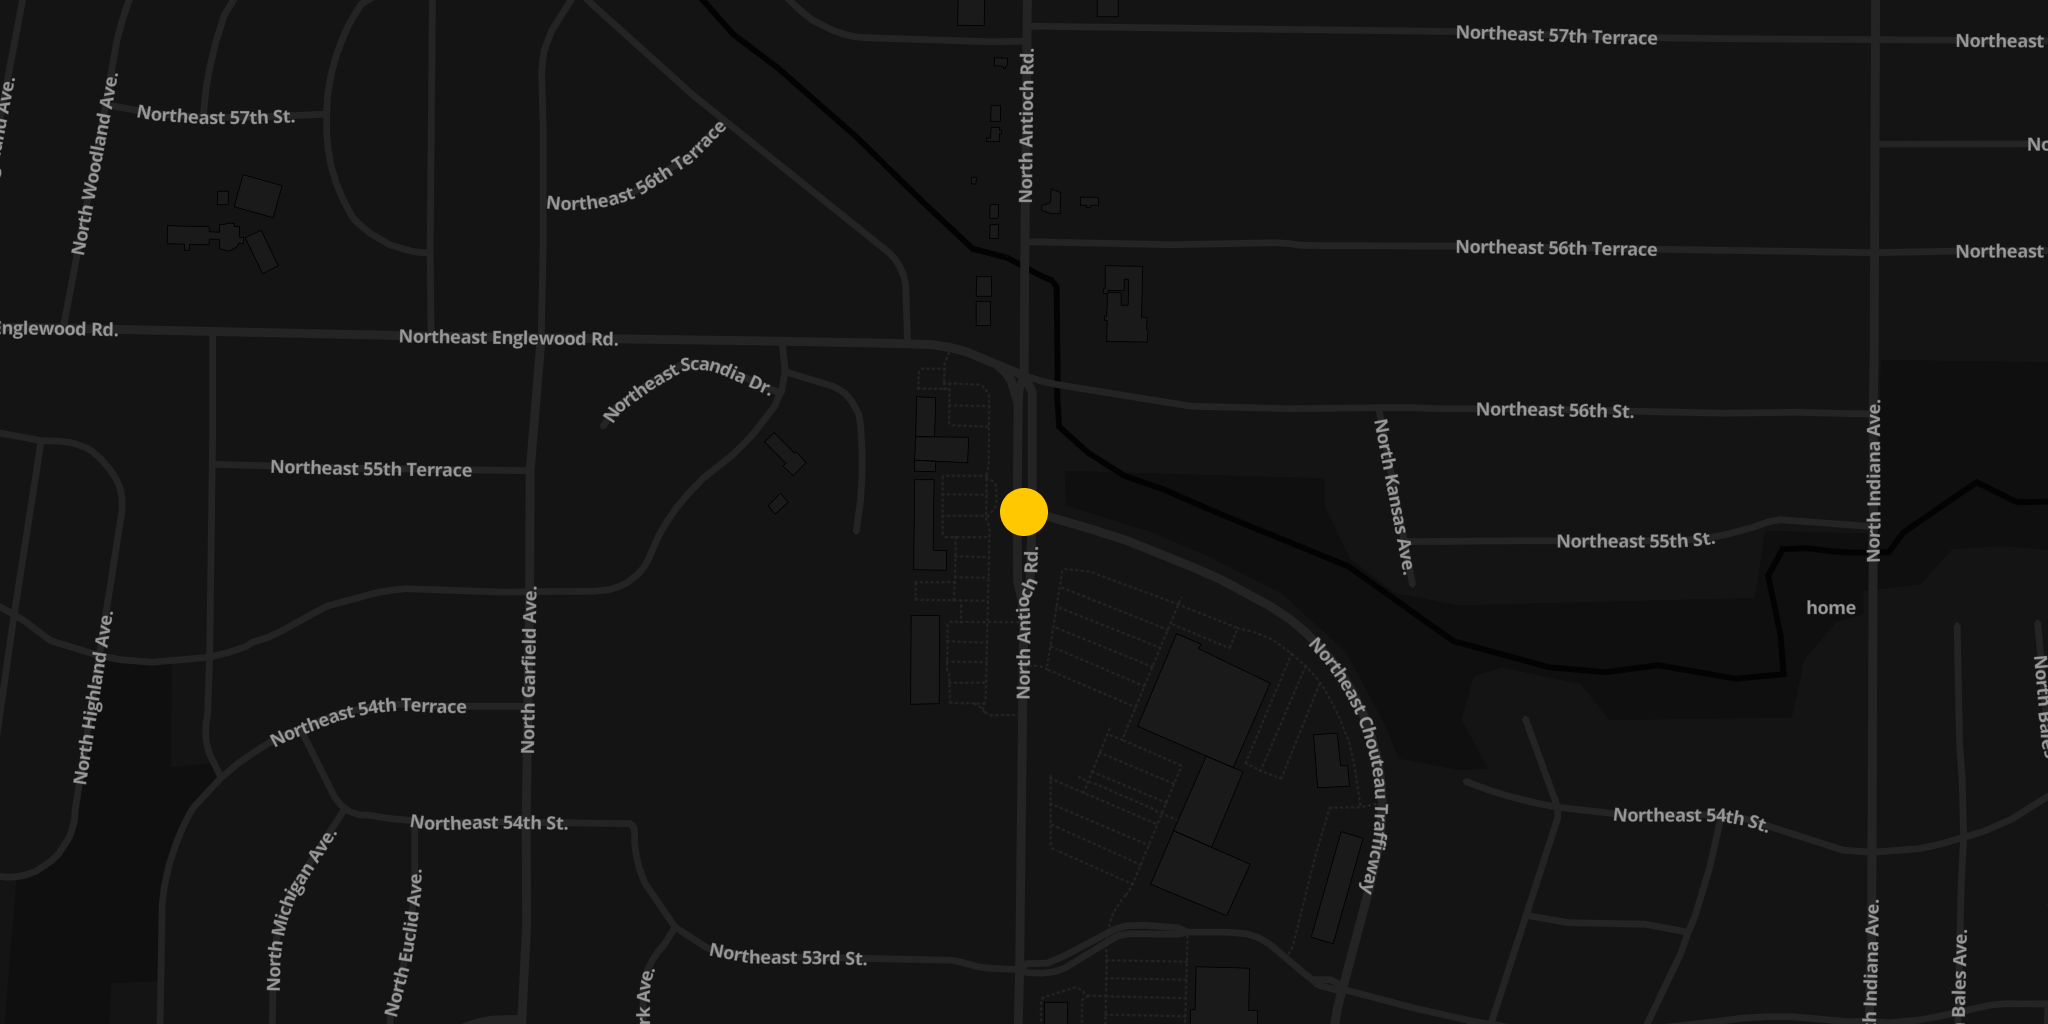 Northeast 57th Terrace
Northeast
North Antioch Rd.
North Woodland Ave.
Ave.
Northeast 57th St.
Northeast 56th Terrace
Northeast 56th Terrace
Northeast
Englewood Rd.
Northeast Englewood Rd.
Northeast Scandia Dr.
Northeast 56th St.
North Indiana Ave.
North Kansas Ave.
Northeast 55th Terrace
Northeast 55th St.
North Antioch Rd.
home
North Garfield Ave.
North Highland Ave.
Northeast 54th Terrace
Northeast Chouteau Trafficway
Northeast 54th St.
Northeast 54th St.
North Michigan Ave.
North Euclid Ave.
Northeast 53rd St.
Ave.
Indiana Ave.
Bales Ave.
North Bales